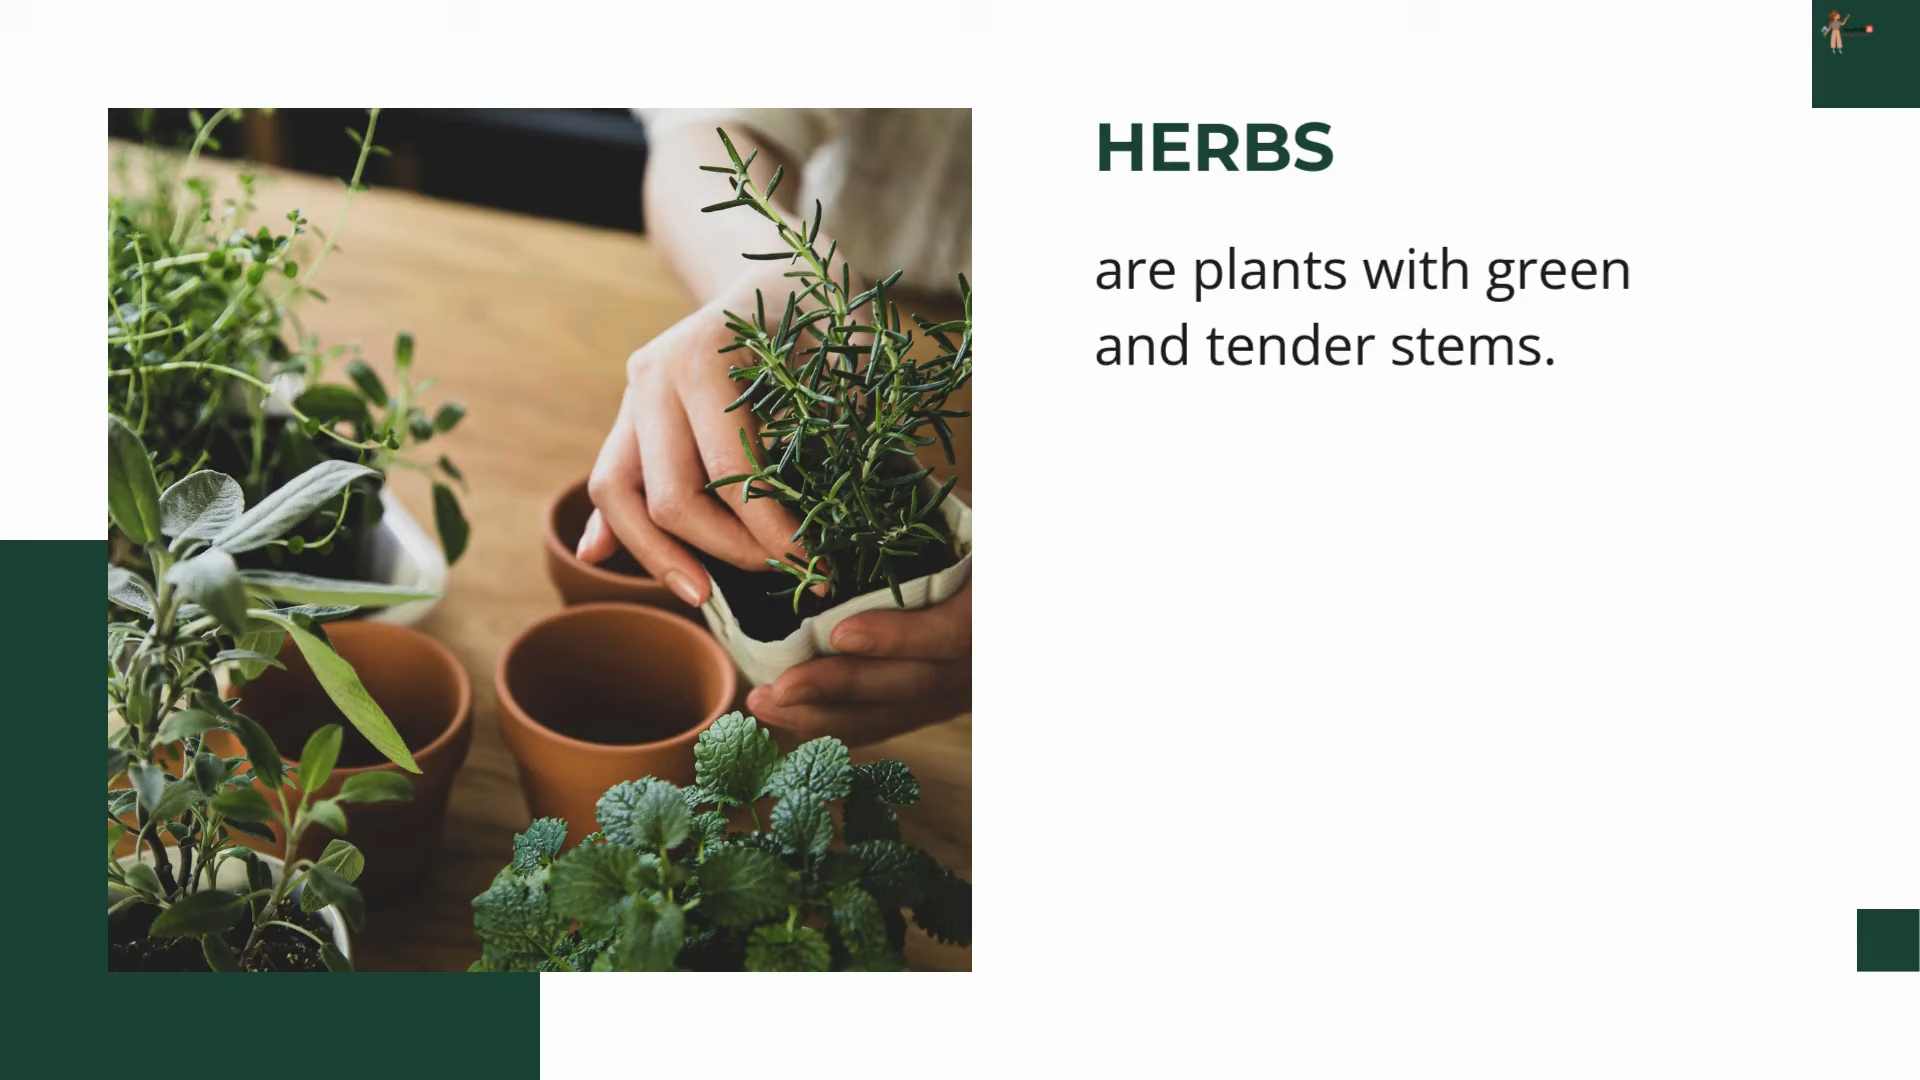 HERBS
are plants with green
and tender stems.